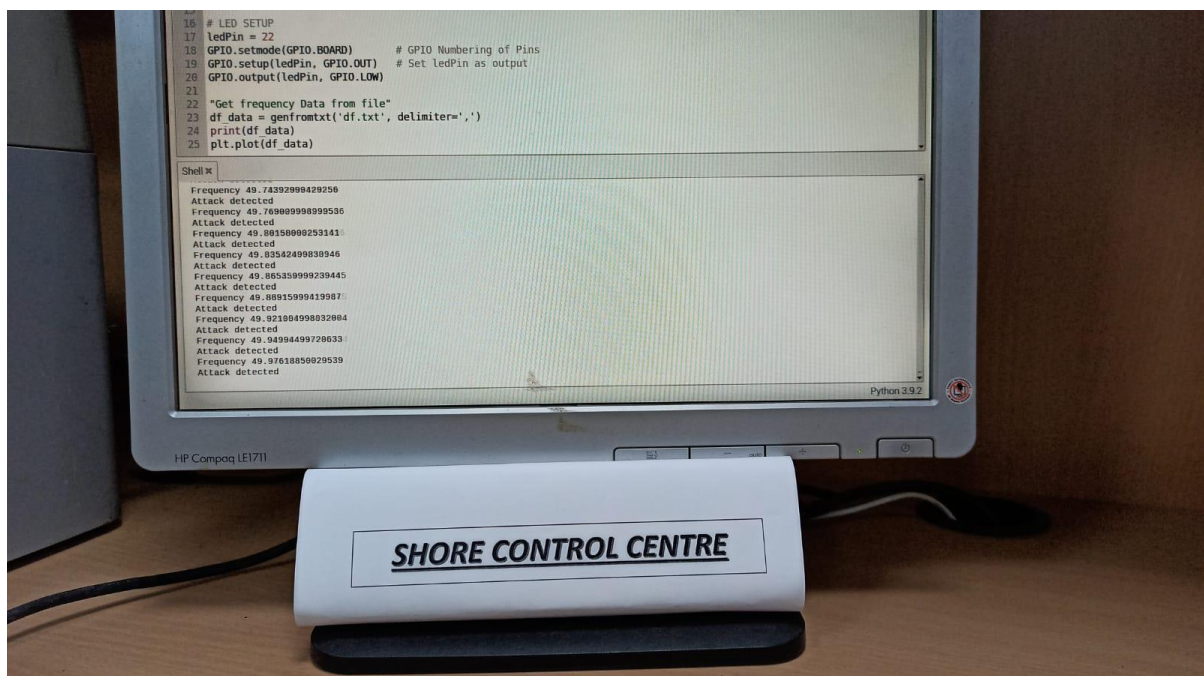 16 # LED SETUP
17 ledPin = 22
18 GPIO.setmode(GPIO.BOARD) # GPIO Numbering of Pins
19 GPIO.setup(ledPin, GPIO.OUT) # Set ledPin as output
20 GPIO.output(ledPin, GPIO.LOW)
21
22 "Get frequency Data from file"
23 df_data = genfromtxt('df.txt', delimiter=',')
24 print(df_data)
25 plt.plot(df_data)
Shell
Frequency 49.74392999429256
Attack detected
Frequency 49.769009998999536
Attack detected
Frequency 49.80150000253141
Attack detected
Frequency 49.83542499830946
Attack detected
Frequency 49.865359999239445
Attack detected
Frequency 49.88915999419987
Attack detected
Frequency 49.921004998032004
Attack detected
Frequency 49.94994499720633
Attack detected
Frequency 49.97618850029539
Attack detected
Python 3.9.2
HP Compaq LE1711
SHORE CONTROL CENTRE